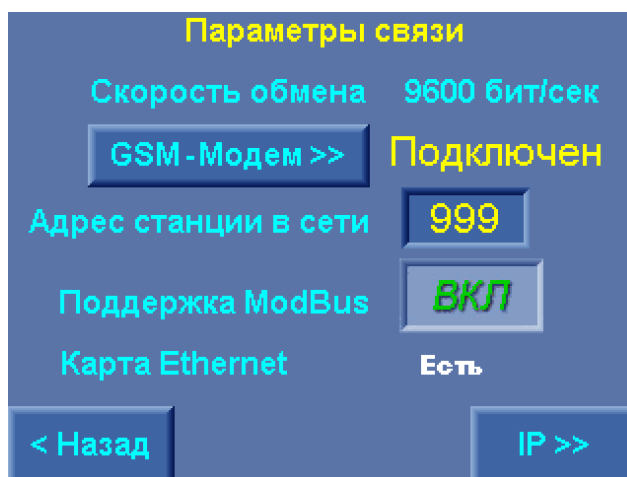 Параметры связи
Скорость обмена 9600 бит/сек
GSM-Модем >> Подключен
Адрес станции в сети 999
Поддержка ModBus ВКЛ
Карта Ethernet Есть
< Назад IP >>